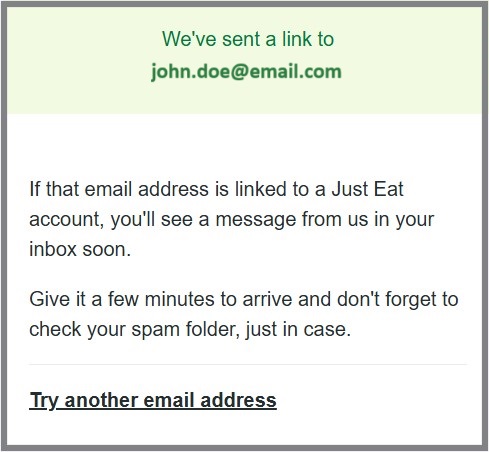 We've sent a link to
john.doe@email.com
If that email address is linked to a Just Eat
account, you'll see a message from us in your
inbox soon.
Give it a few minutes to arrive and don't forget to
check your spam folder, just in case.
Try another email address